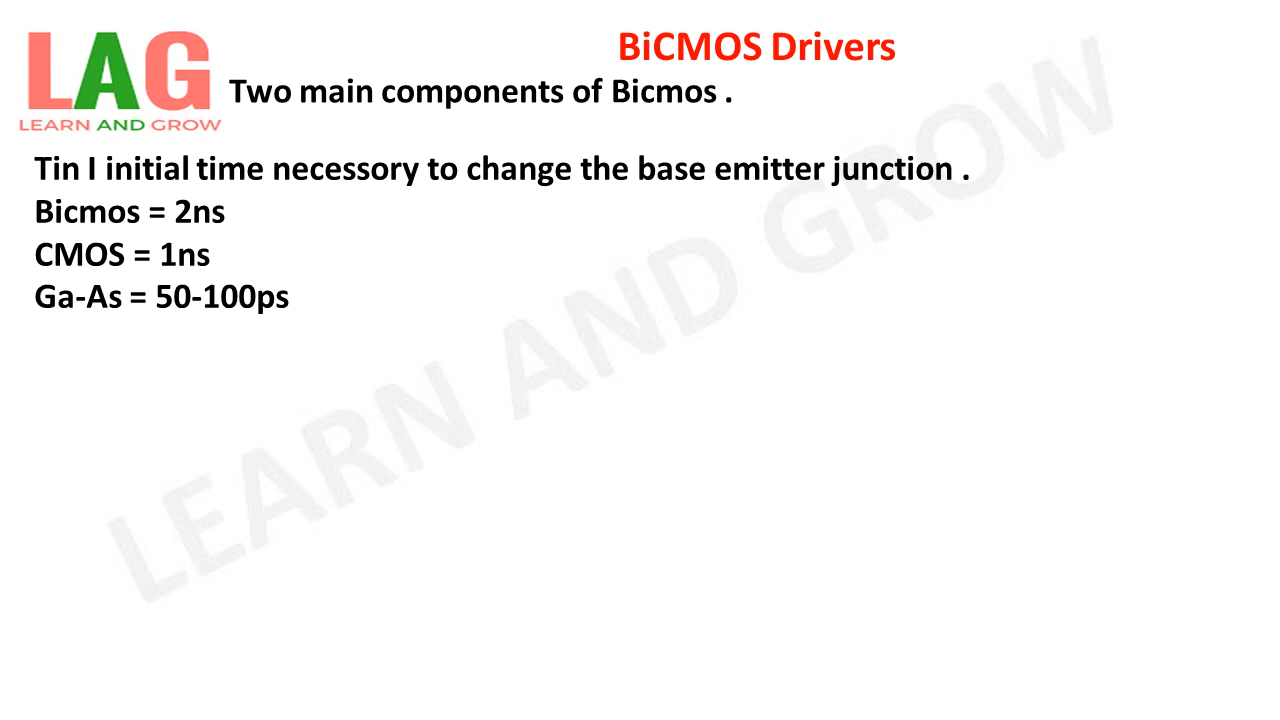 LAG
LEARN AND GROW
BiCMOS Drivers
Two main components of Bicmos .
Tin I initial time necessory to change the base emitter junction .
Bicmos = 2ns
CMOS = 1ns
Ga-As = 50-100ps
LEARN AND GROW